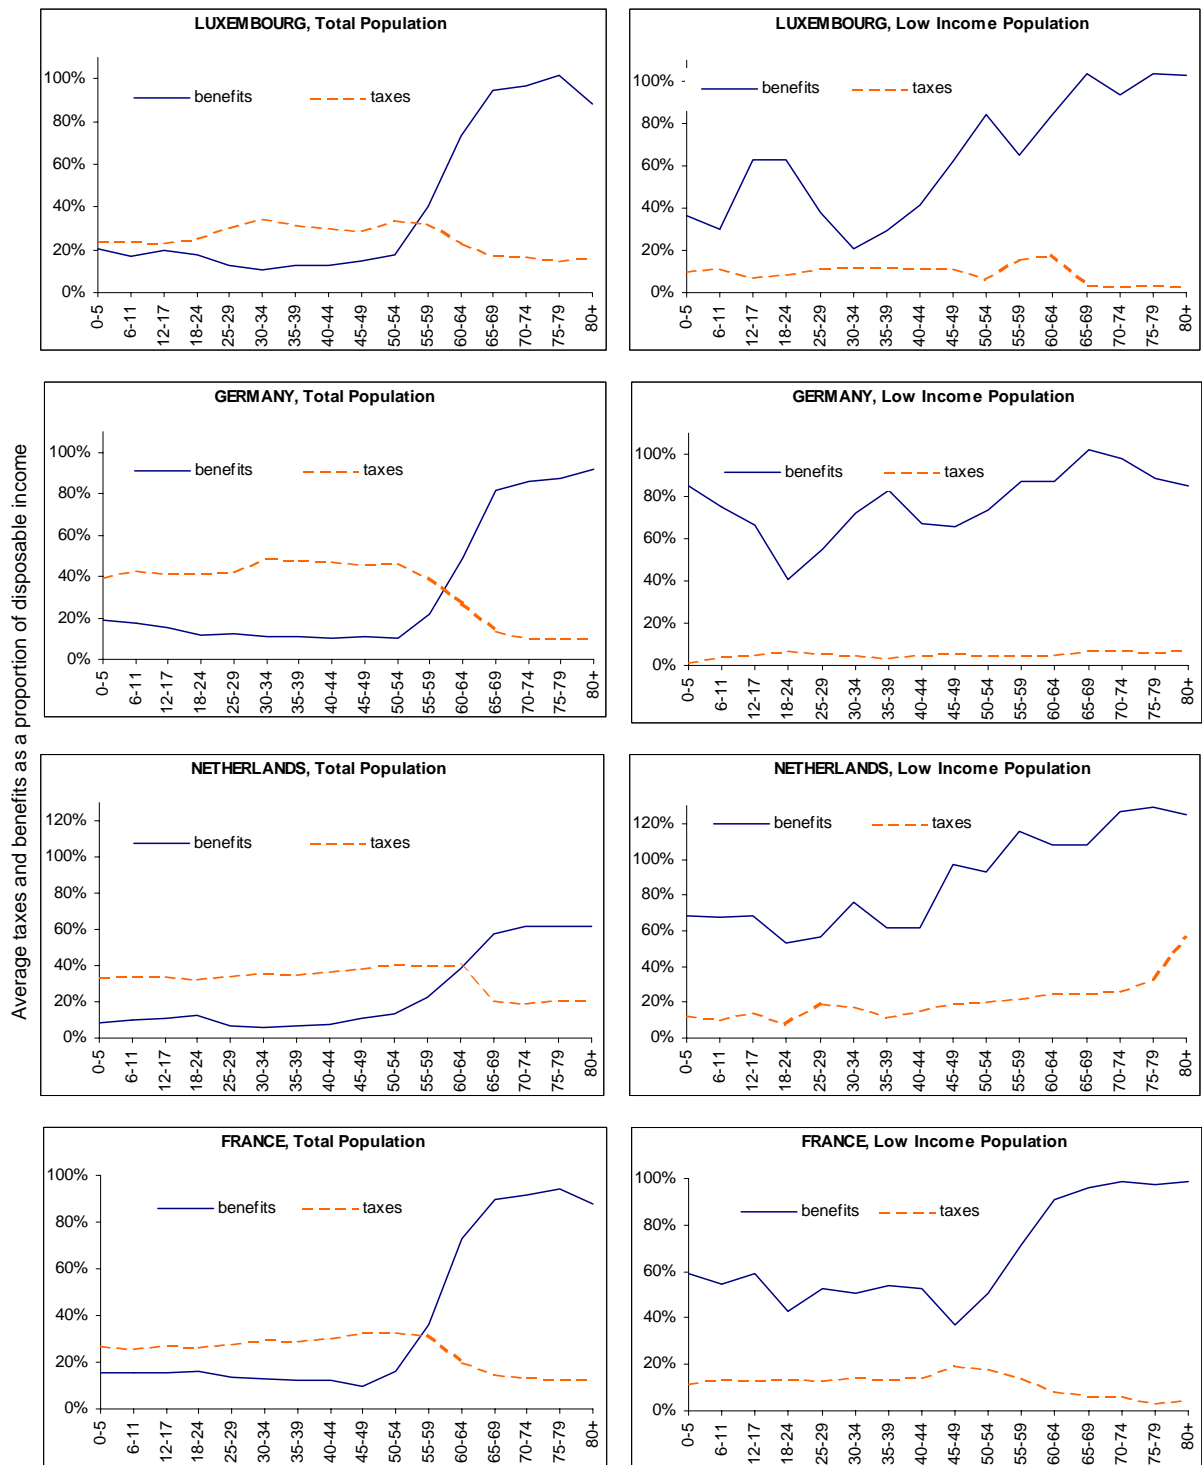 Average taxes and benefits as a proportion of disposable income
LUXEMBOURG, Total Population
benefits taxes
100%
80%
60%
40%
20%
0%
0-5 6-11 12-17 18-24 25-29 30-34 35-39 40-44 45-49 50-54 55-59 60-64 65-69 70-74 75-79 80+
LUXEMBOURG, Low Income Population
benefits taxes
100%
80%
60%
40%
20%
0%
0-5 6-11 12-17 18-24 25-29 30-34 35-39 40-44 45-49 50-54 55-59 60-64 65-69 70-74 75-79 80+
GERMANY, Total Population
benefits taxes
100%
80%
60%
40%
20%
0%
0-5 6-11 12-17 18-24 25-29 30-34 35-39 40-44 45-49 50-54 55-59 60-64 65-69 70-74 75-79 80+
GERMANY, Low Income Population
benefits taxes
100%
80%
60%
40%
20%
0%
0-5 6-11 12-17 18-24 25-29 30-34 35-39 40-44 45-49 50-54 55-59 60-64 65-69 70-74 75-79 80+
NETHERLANDS, Total Population
benefits taxes
120%
100%
80%
60%
40%
20%
0%
0-5 6-11 12-17 18-24 25-29 30-34 35-39 40-44 45-49 50-54 55-59 60-64 65-69 70-74 75-79 80+
NETHERLANDS, Low Income Population
benefits taxes
120%
100%
80%
60%
40%
20%
0%
0-5 6-11 12-17 18-24 25-29 30-34 35-39 40-44 45-49 50-54 55-59 60-64 65-69 70-74 75-79 80+
FRANCE, Total Population
benefits taxes
100%
80%
60%
40%
20%
0%
0-5 6-11 12-17 18-24 25-29 30-34 35-39 40-44 45-49 50-54 55-59 60-64 65-69 70-74 75-79 80+
FRANCE, Low Income Population
benefits taxes
100%
80%
60%
40%
20%
0%
0-5 6-11 12-17 18-24 25-29 30-34 35-39 40-44 45-49 50-54 55-59 60-64 65-69 70-74 75-79 80+